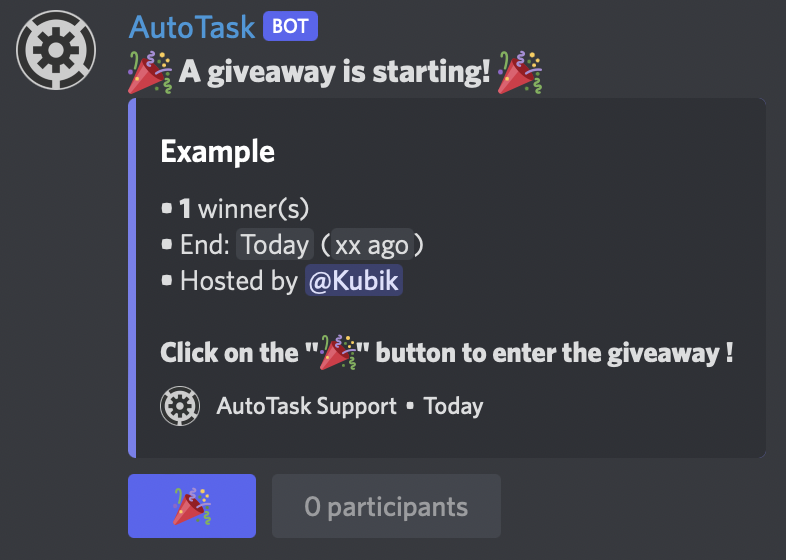 AutoTask BOT
🎉 A giveaway is starting! 🎉
Example
▪ 1 winner(s)
▪ End: Today (xx ago)
▪ Hosted by @Kubik
Click on the "🎉" button to enter the giveaway !
AutoTask Support • Today
🎉 0 participants